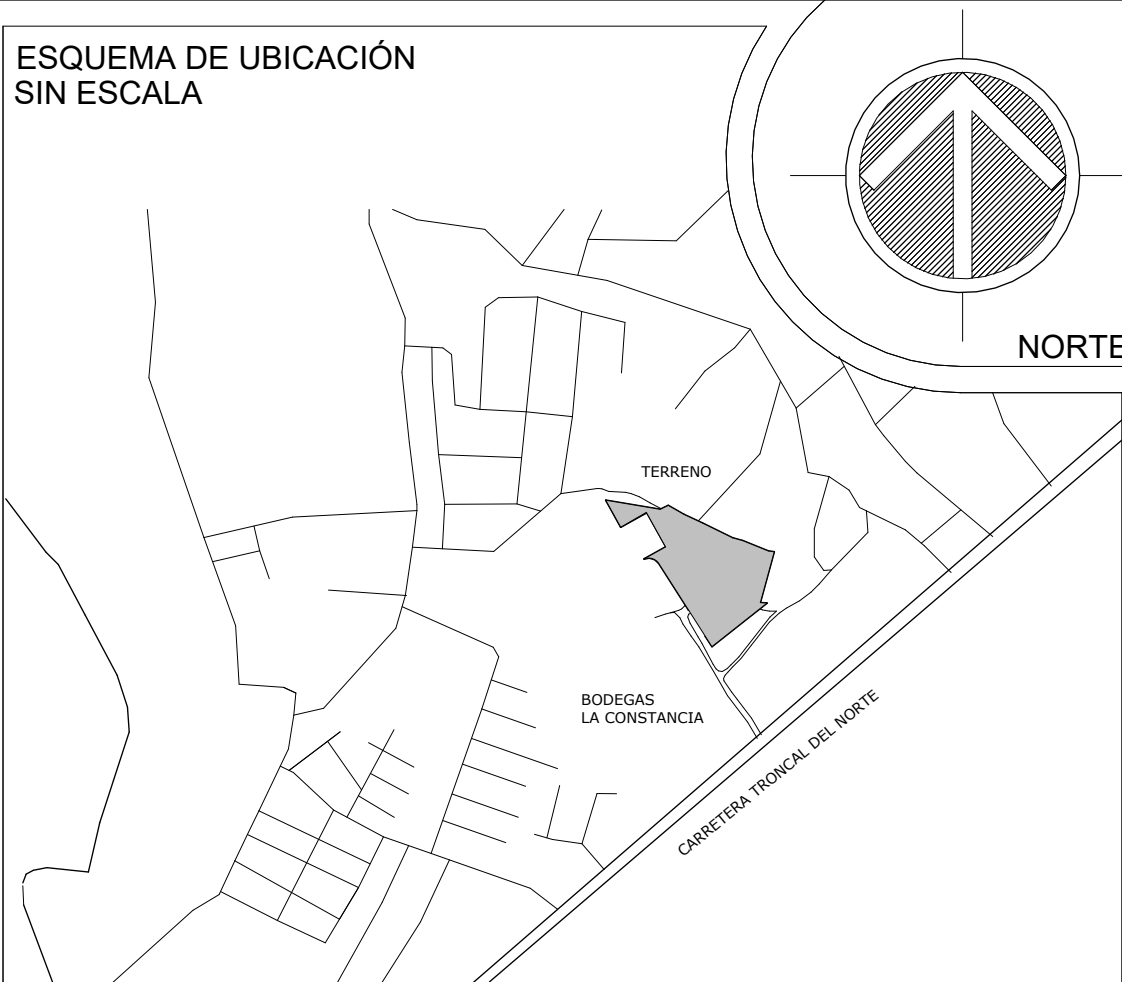 ESQUEMA DE UBICACIÓN
SIN ESCALA
NORTE
TERRENO
BODEGAS
LA CONSTANCIA
CARRETERA TRONCAL DEL NORTE